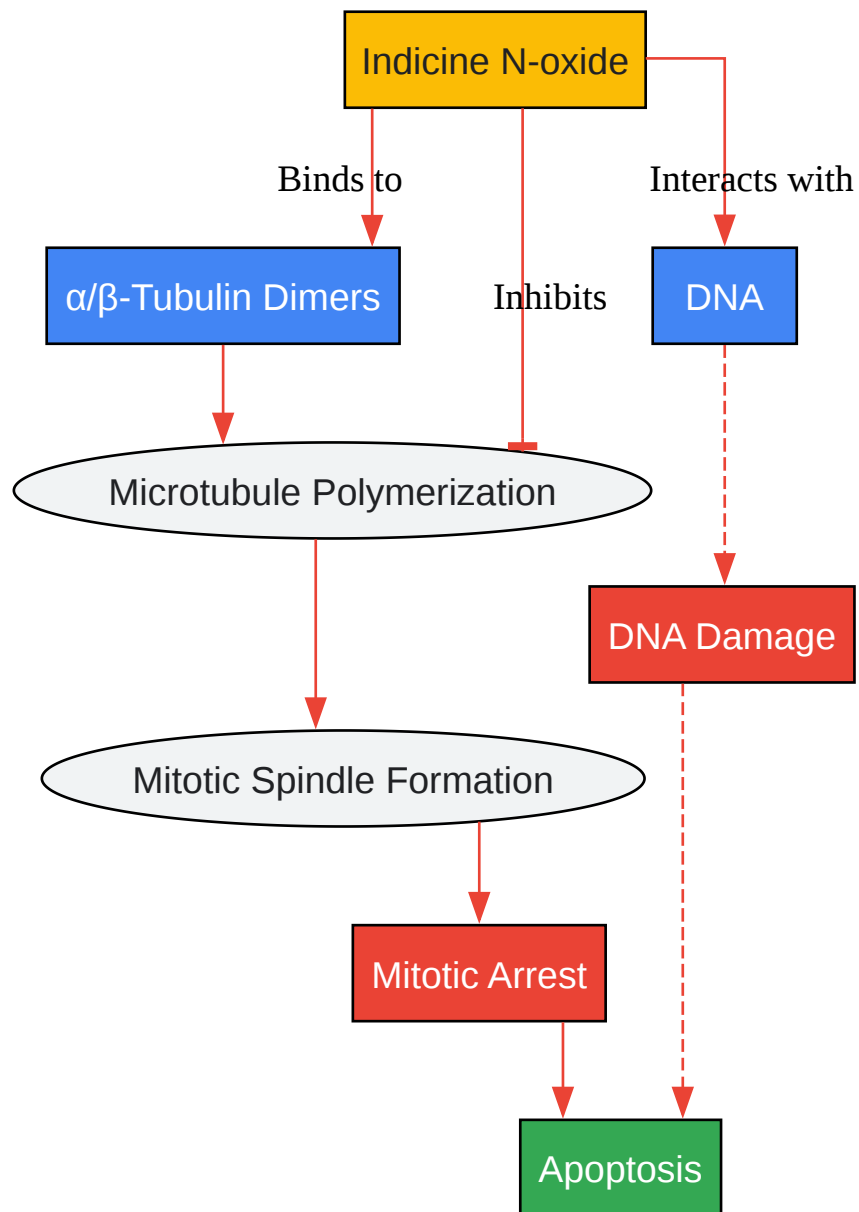 Indicine N-oxide
Binds to
Interacts with
α/β-Tubulin Dimers
Inhibits
DNA
Microtubule Polymerization
DNA Damage
Mitotic Spindle Formation
Mitotic Arrest
Apoptosis